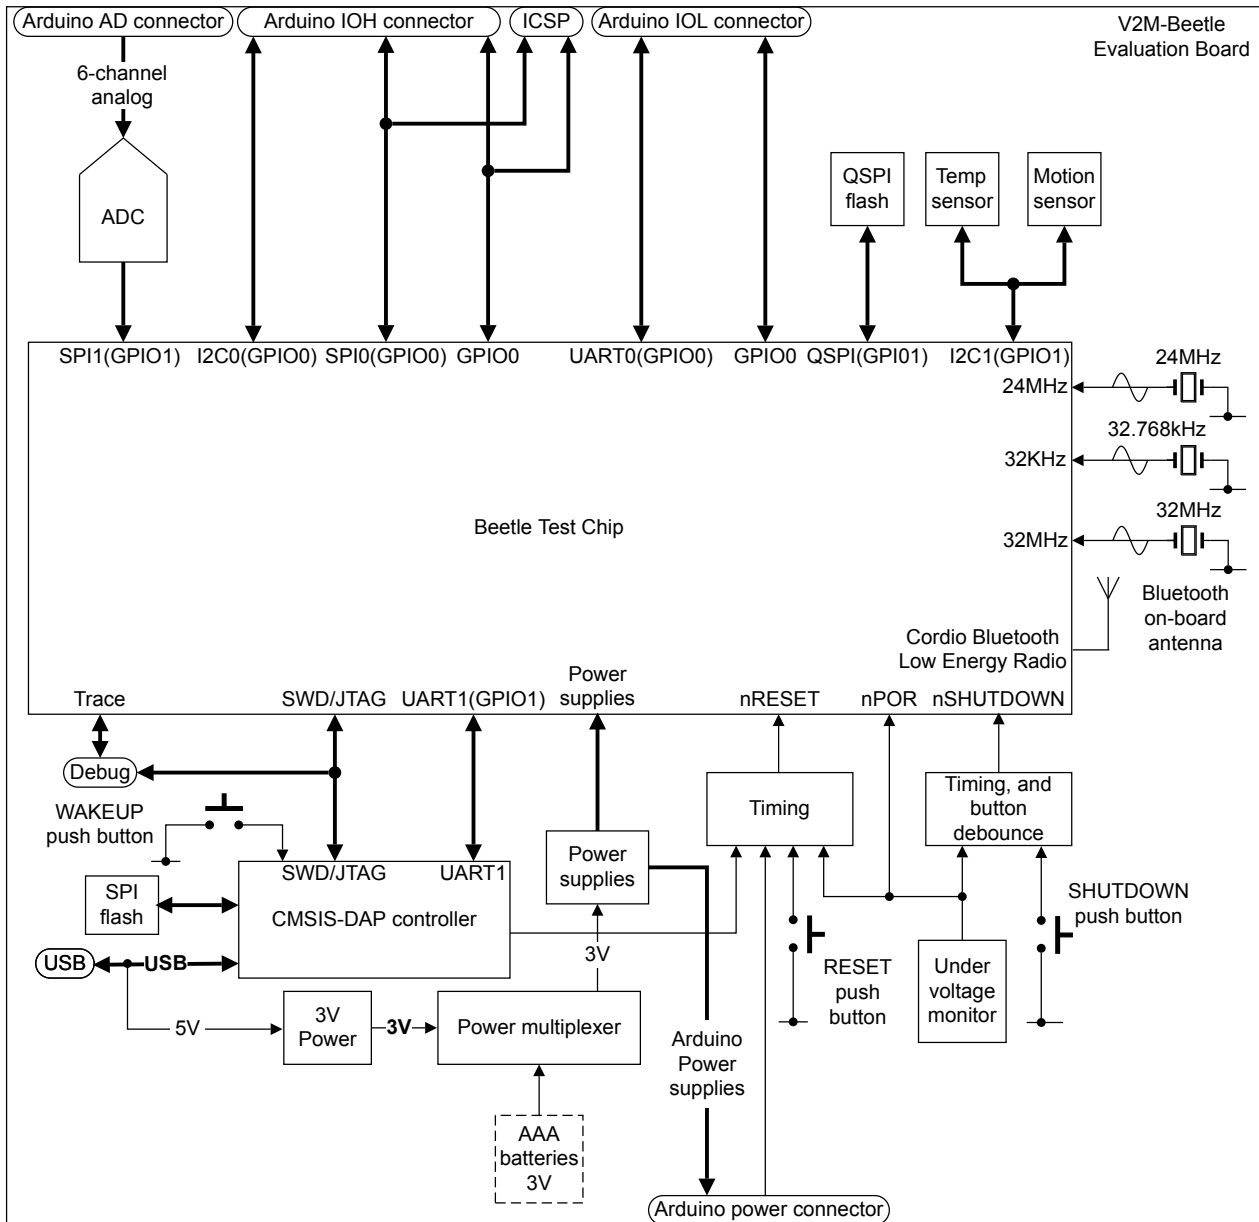 Arduino AD connector
Arduino IOH connector
ICSP
Arduino IOL connector
V2M-Beetle
Evaluation Board
6-channel
analog
ADC
QSPI
flash
Temp
sensor
Motion
sensor
SPI1(GPIO1)
I2C0(GPIO0)
SPI0(GPIO0)
GPIO0
UART0(GPIO0)
GPIO0
QSPI(GPI01)
I2C1(GPIO1)
24MHz
24MHz
32.768kHz
32KHz
32MHz
32MHz
Beetle Test Chip
Bluetooth
on-board
antenna
Cordio Bluetooth
Low Energy Radio
Trace
SWD/JTAG
UART1(GPIO1)
Power
supplies
nRESET
nPOR
nSHUTDOWN
Debug
WAKEUP
push button
Timing
Timing, and
button
debounce
SWD/JTAG
UART1
CMSIS-DAP controller
Power
supplies
SPI
flash
SHUTDOWN
push button
USB
USB
3V
RESET
push
button
Under
voltage
monitor
5V
3V
Power
3V
Power multiplexer
Arduino
Power
supplies
AAA
batteries
3V
Arduino power connector